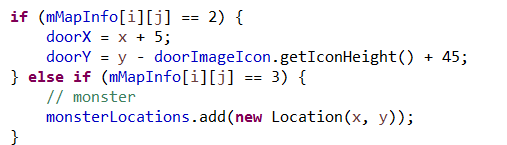 if (mMapInfo[i][j] == 2) {
    doorX = x + 5;
    doorY = y - doorImageIcon.getIconHeight() + 45;
} else if (mMapInfo[i][j] == 3) {
    // monster
    monsterLocations.add(new Location(x, y));
}